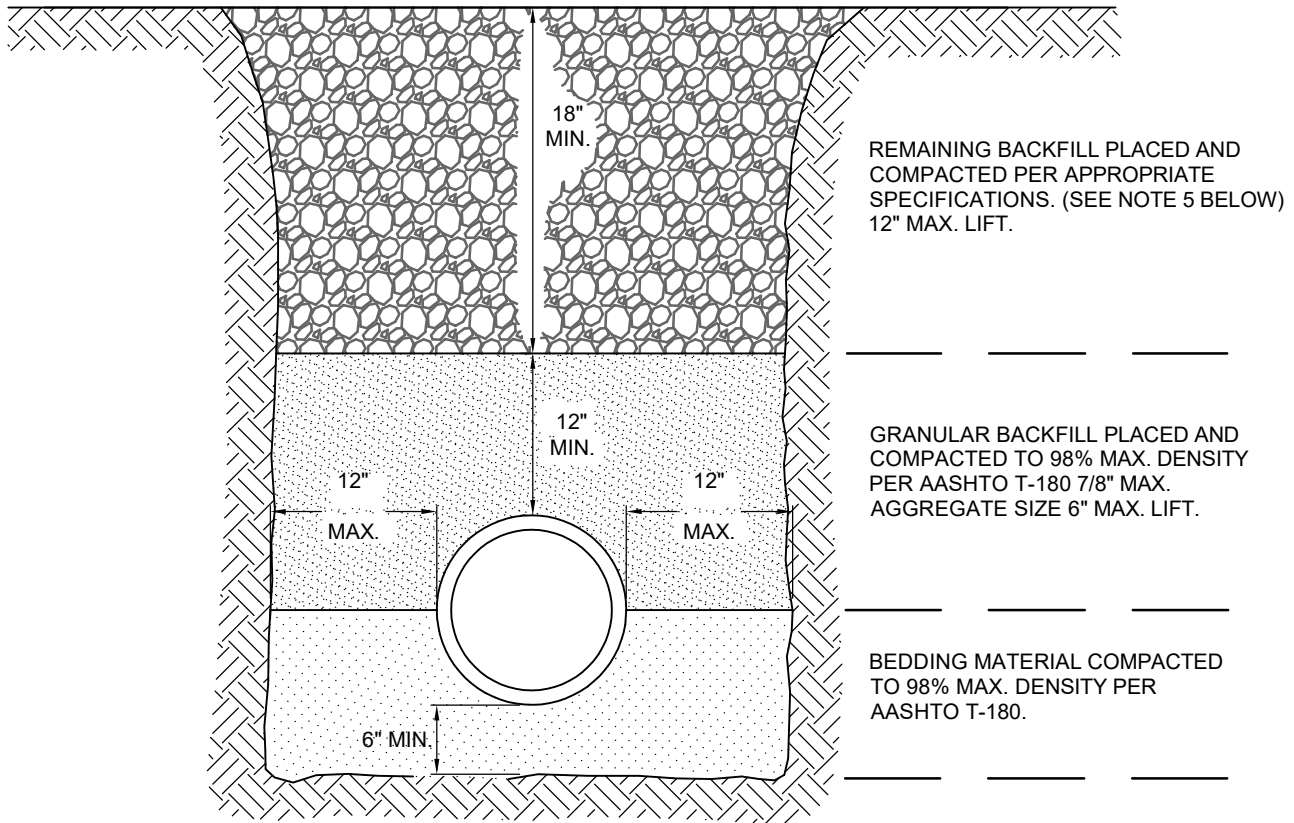 18"
MIN.
REMAINING BACKFILL PLACED AND
COMPACTED PER APPROPRIATE
SPECIFICATIONS. (SEE NOTE 5 BELOW)
12" MAX. LIFT.
12"
MIN.
12"
MAX.
12"
MAX.
GRANULAR BACKFILL PLACED AND
COMPACTED TO 98% MAX. DENSITY
PER AASHTO T-180 7/8" MAX.
AGGREGATE SIZE 6" MAX. LIFT.
6" MIN.
BEDDING MATERIAL COMPACTED
TO 98% MAX. DENSITY PER
AASHTO T-180.